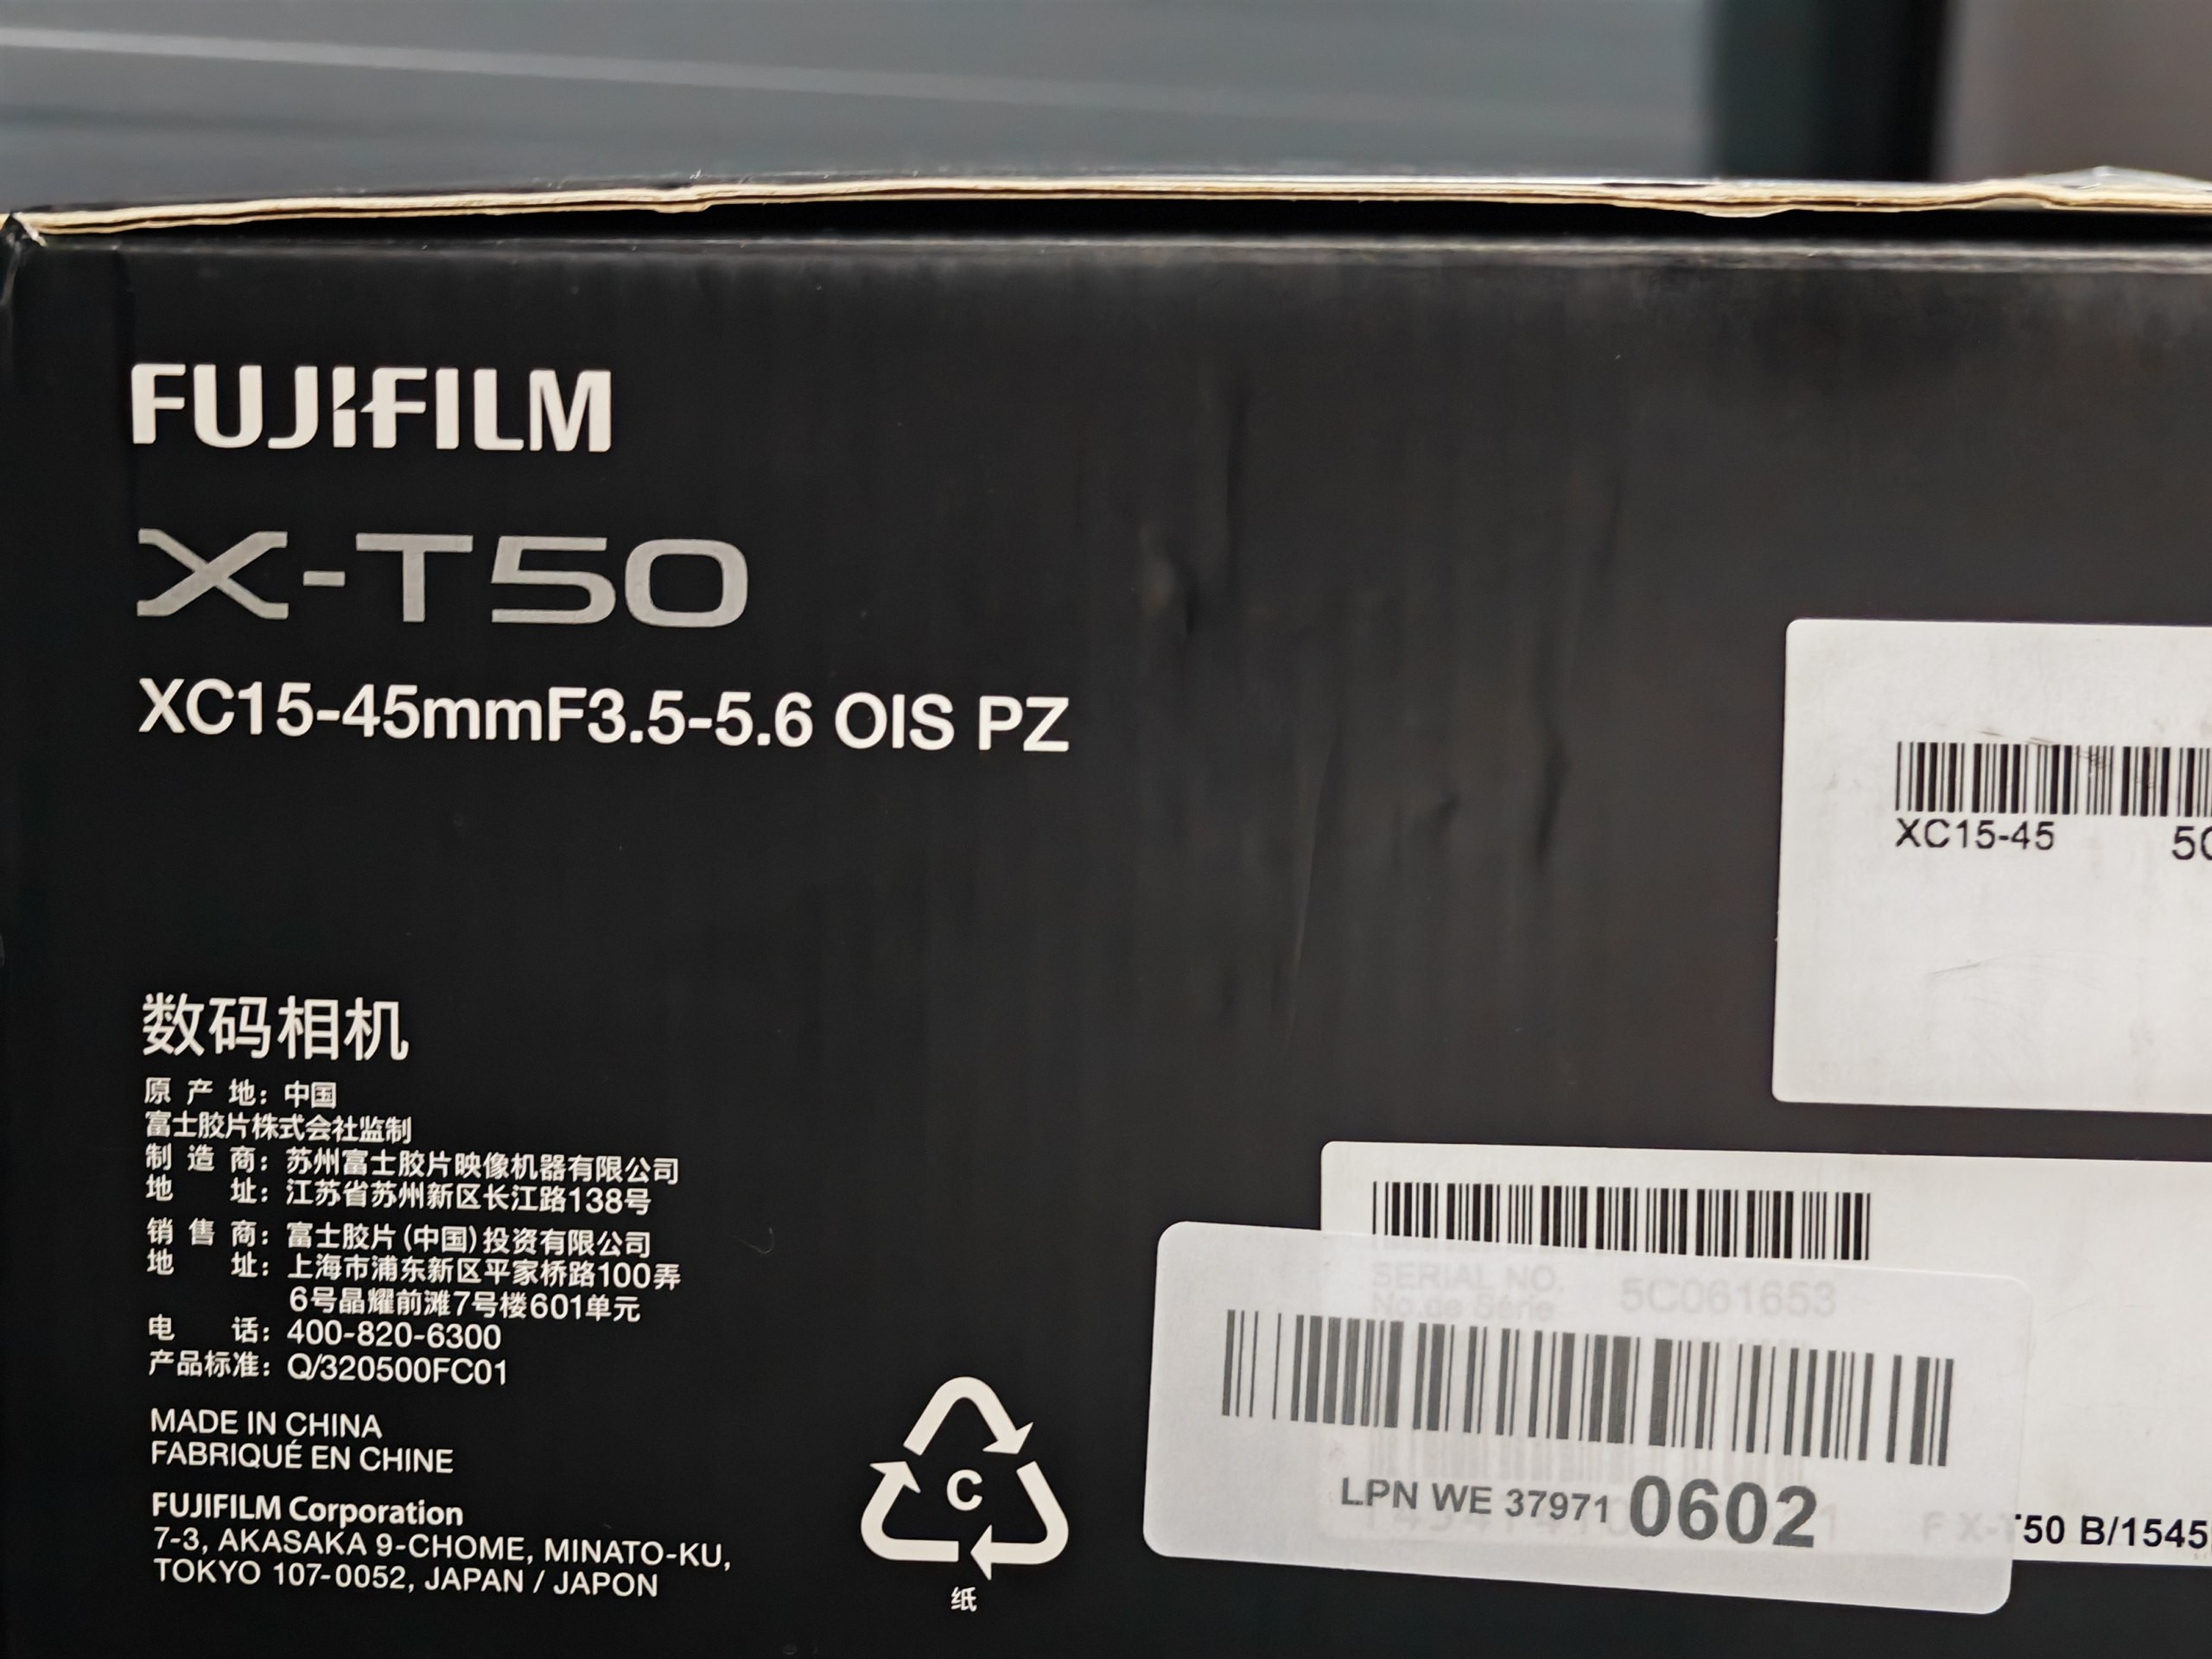 FUJIFILM
X-T50
XC15-45mmF3.5-5.6 OIS PZ
XC15-45
数码相机
原产地：中国
富士胶片株式会社监制
制造商：苏州富士胶片映像机器有限公司
地址：江苏省苏州新区长江路138号
销售商：富士胶片(中国)投资有限公司
地址：上海市浦东新区平家桥路100弄
6号晶耀前滩7号楼601单元
电话：400-820-6300
产品标准：Q/320500FC01
MADE IN CHINA
FABRIQUÉ EN CHINE
FUJIFILM Corporation
7-3, AKASAKA 9-CHOME, MINATO-KU,
TOKYO 107-0052, JAPAN / JAPON
C
纸
SERIAL NO. 5C061653
No.de Série
LPN WE 37971 0602
F X-T50 B/1545